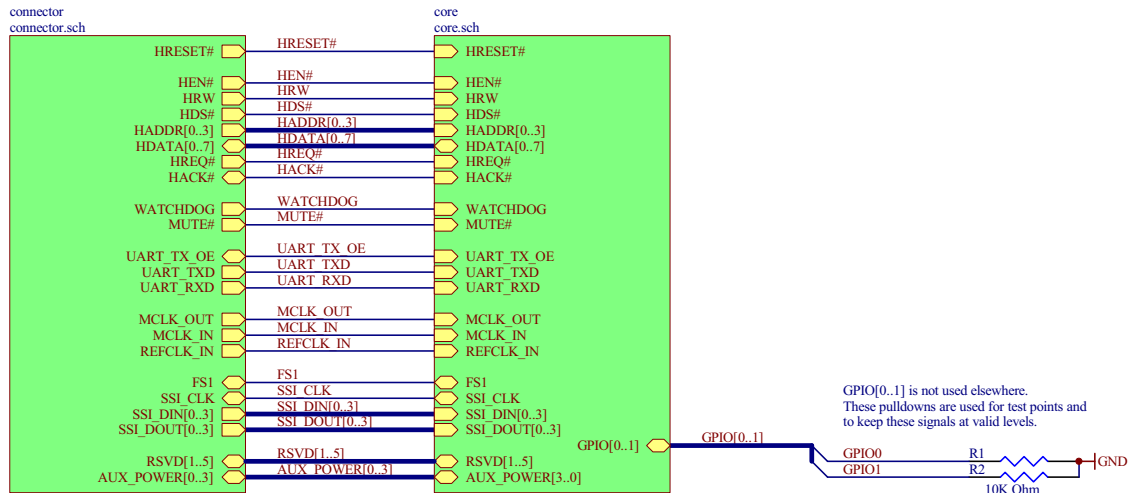 connector
connector.sch
core
core.sch
HRESET# HRESET# HRESET#
HEN# HEN# HEN#
HRW HRW HRW
HDS# HDS# HDS#
HADDR[0..3] HADDR[0..3] HADDR[0..3]
HDATA[0..7] HDATA[0..7] HDATA[0..7]
HREQ# HREQ# HREQ#
HACK# HACK# HACK#
WATCHDOG WATCHDOG WATCHDOG
MUTE# MUTE# MUTE#
UART_TX_OE UART_TX_OE UART_TX_OE
UART_TXD UART_TXD UART_TXD
UART_RXD UART_RXD UART_RXD
MCLK_OUT MCLK_OUT MCLK_OUT
MCLK_IN MCLK_IN MCLK_IN
REFCLK_IN REFCLK_IN REFCLK_IN
FS1 FS1 FS1
SSI_CLK SSI_CLK SSI_CLK
SSI_DIN[0..3] SSI_DIN[0..3] SSI_DIN[0..3]
SSI_DOUT[0..3] SSI_DOUT[0..3] SSI_DOUT[0..3]
RSVD[1..5] RSVD[1..5] RSVD[1..5]
AUX_POWER[0..3] AUX_POWER[0..3] AUX_POWER[3..0]
GPIO[0..1] is not used elsewhere.
These pulldowns are used for test points and
to keep these signals at valid levels.
GPIO[0..1] GPIO[0..1]
GPIO0 R1
GND
GPIO1 R2
10K Ohm